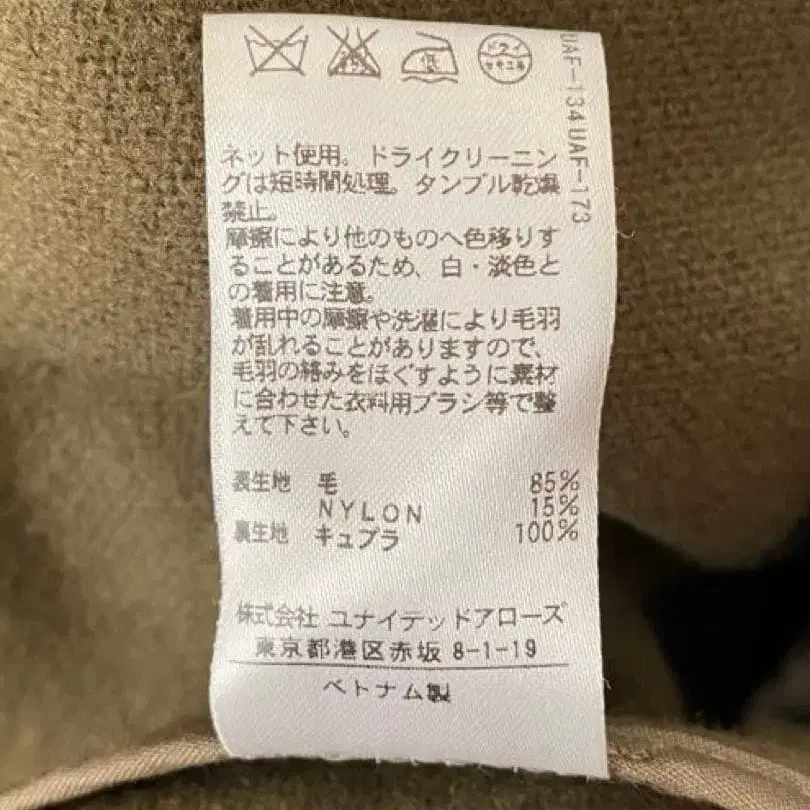 低
ドライ
セキユ系
UAF-134 UAF-173
ネット使用。ドライクリーニン
グは短時間処理。タンブル乾燥
禁止。
摩擦により他のものへ色移りす
ることがあるため、白・淡色と
の着用に注意。
着用中の摩擦や洗濯により毛羽
が乱れることがありますので、
毛羽の絡みをほぐすように素材
に合わせた衣料用ブラシ等で整
えて下さい。
表生地 毛 85%
NYLON 15%
裏生地 キュプラ 100%
株式会社 ユナイテッドアローズ
東京都港区赤坂 8-1-19
ベトナム製